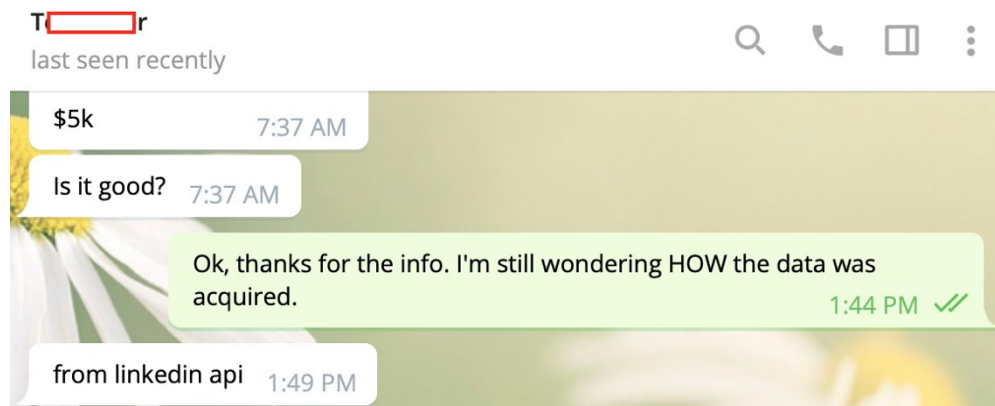 T r
last seen recently
$5k
7:37 AM
Is it good?
7:37 AM
Ok, thanks for the info. I'm still wondering HOW the data was
acquired.
1:44 PM
from linkedin api
1:49 PM